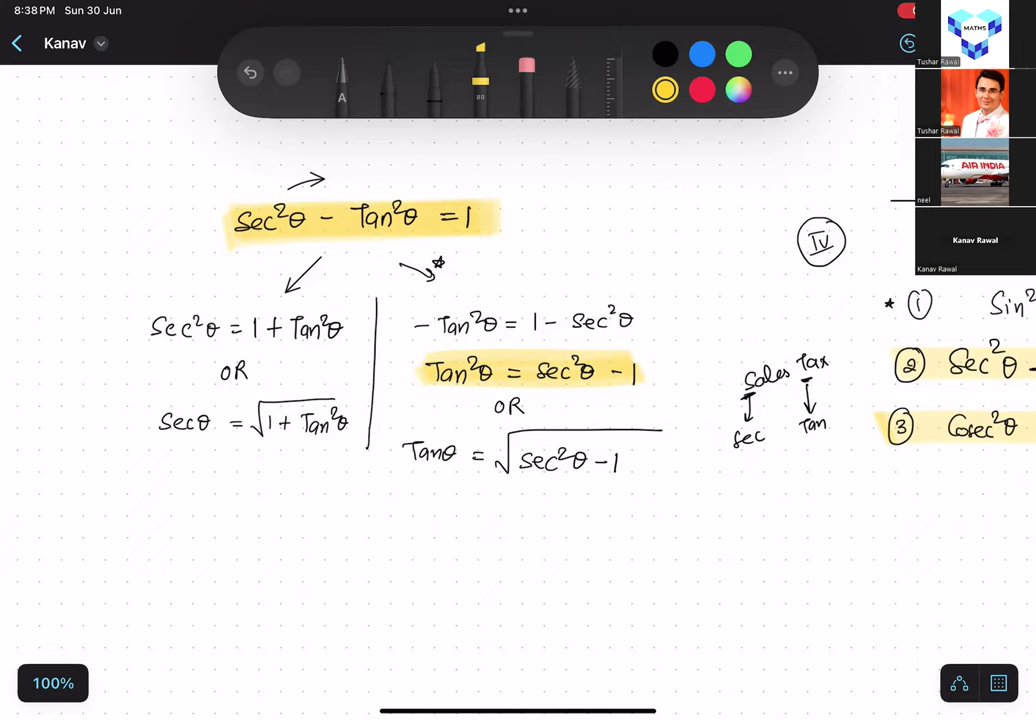 8:38 PM Sun 30 Jun
Kanav
A
80
MATHS
Tushar Rawal
Tushar Rawal
AIR INDIA
neel
Kanav Rawal
Kanav Rawal
Sec²θ - Tan²θ = 1
Sec²θ = 1 + Tan²θ
OR
Secθ = √1 + Tan²θ
- Tan²θ = 1 - Sec²θ
Tan²θ = Sec²θ - 1
OR
Tanθ = √Sec²θ - 1
Sales Tax
Sec Tan
IV
* ① Sin²
② Sec²θ -
③ Cosec²θ
100%